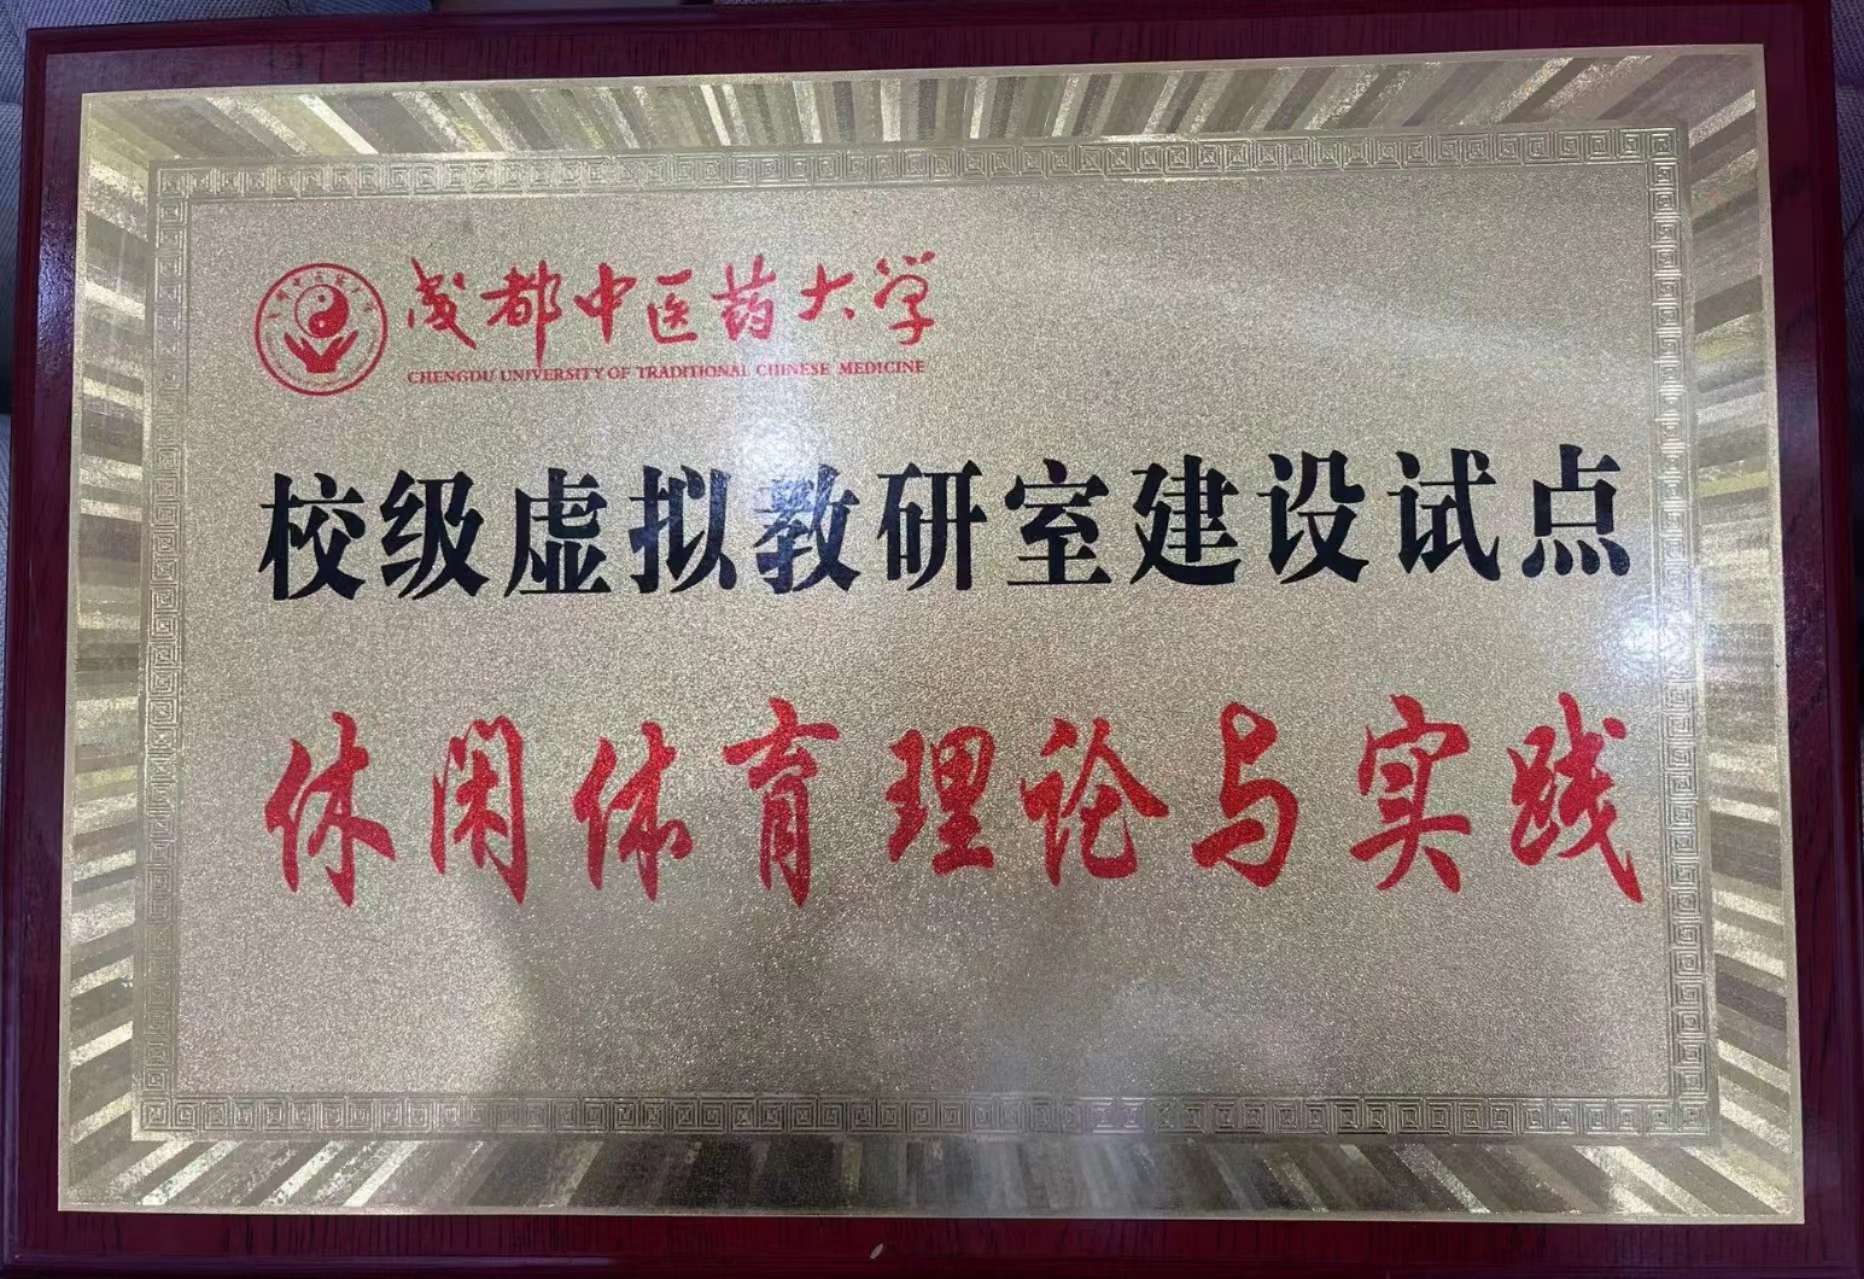 成都中医药大学
CHENGDU UNIVERSITY OF TRADITIONAL CHINESE MEDICINE
校级虚拟教研室建设试点
休闲体育理论与实践